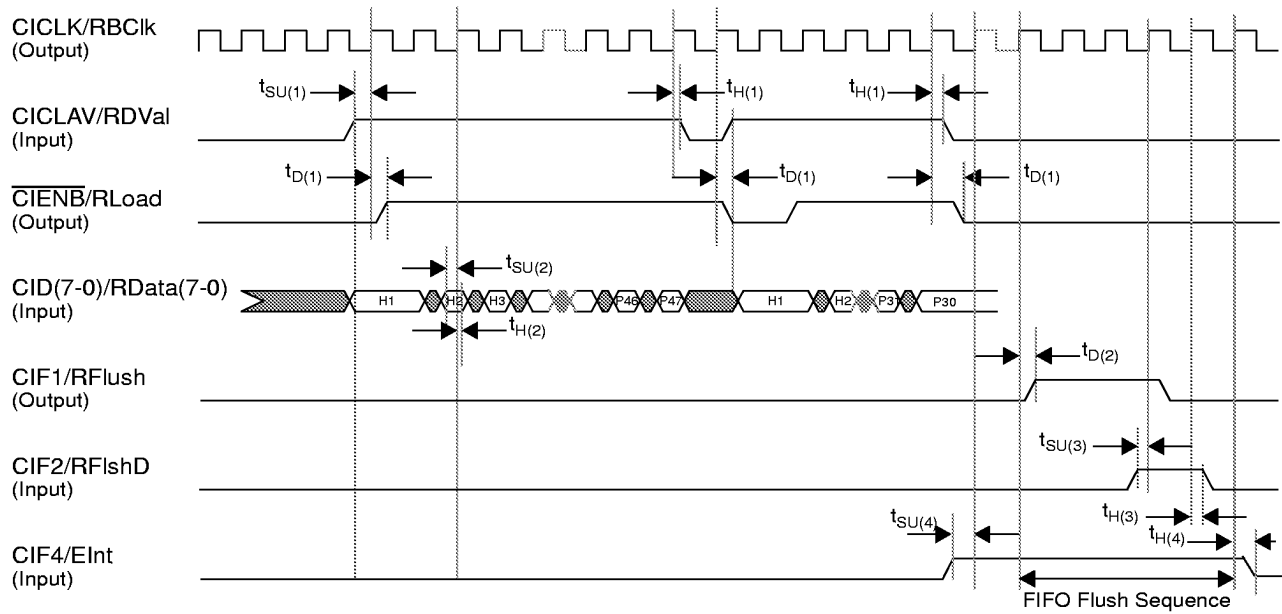 CICLK/RBClk
(Output)
tSU(1)
tH(1)
tH(1)
CICLAV/RDVal
(Input)
tD(1)
tD(1)
tD(1)
CIENB/RLoad
(Output)
tSU(2)
CID(7-0)/RData(7-0)
(Input)
H1
H2
H3
P46
P47
H1
H2
P31
P30
tH(2)
tD(2)
CIF1/RFlush
(Output)
tSU(3)
CIF2/RFlshD
(Input)
tH(3)
tSU(4)
tH(4)
CIF4/EInt
(Input)
FIFO Flush Sequence